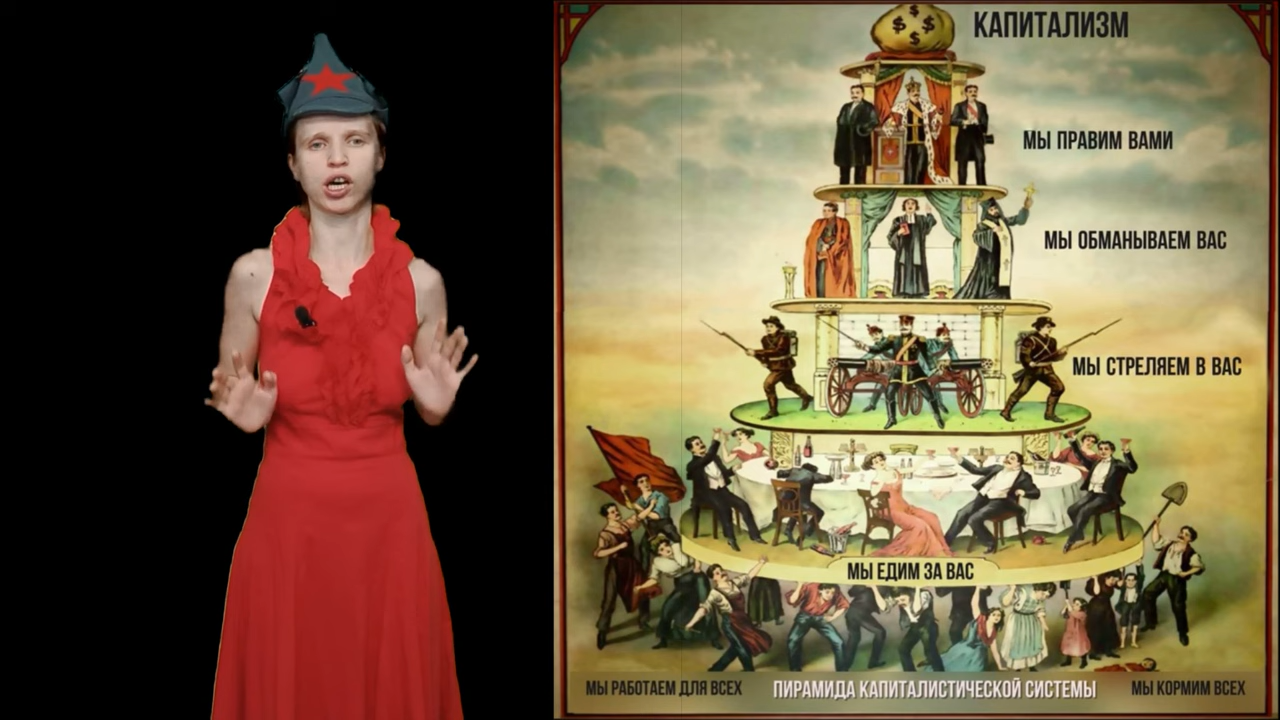 КАПИТАЛИЗМ
$ $ $
МЫ ПРАВИМ ВАМИ
МЫ ОБМАНЫВАЕМ ВАС
МЫ СТРЕЛЯЕМ В ВАС
МЫ ЕДИМ ЗА ВАС
МЫ РАБОТАЕМ ДЛЯ ВСЕХ
ПИРАМИДА КАПИТАЛИСТИЧЕСКОЙ СИСТЕМЫ
МЫ КОРМИМ ВСЕХ